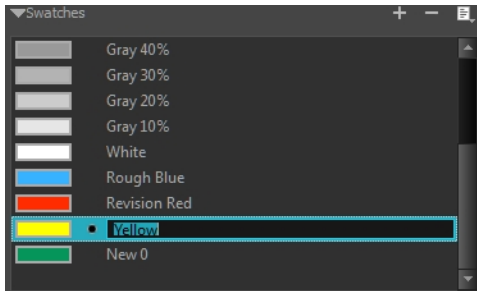 Swatches
Gray 40%
Gray 30%
Gray 20%
Gray 10%
White
Rough Blue
Revision Red
Yellow
New 0